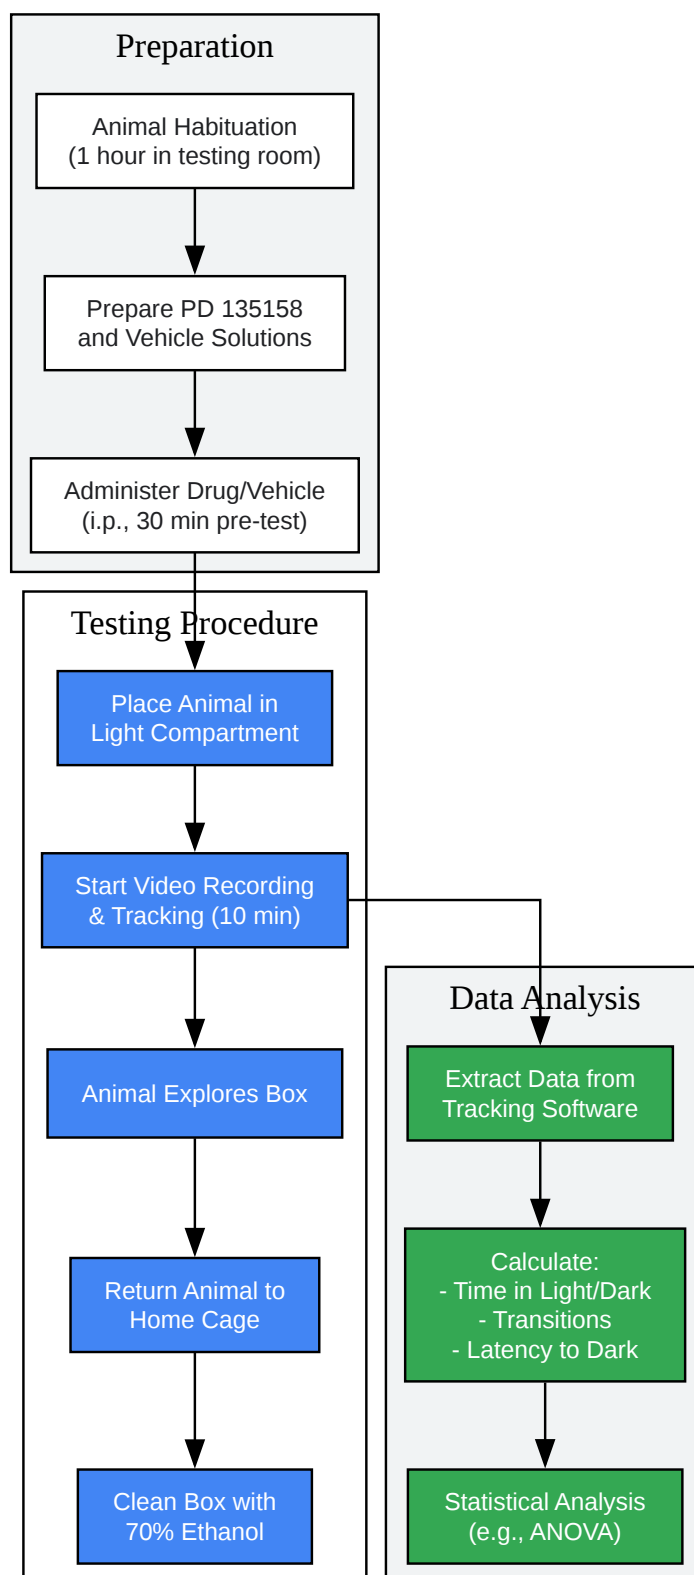 Preparation
Animal Habituation
(1 hour in testing room)
Prepare PD 135158
and Vehicle Solutions
Administer Drug/Vehicle
(i.p., 30 min pre-test)
Testing Procedure
Place Animal in
Light Compartment
Start Video Recording
& Tracking (10 min)
Animal Explores Box
Return Animal to
Home Cage
Clean Box with
70% Ethanol
Data Analysis
Extract Data from
Tracking Software
Calculate:
- Time in Light/Dark
- Transitions
- Latency to Dark
Statistical Analysis
(e.g., ANOVA)